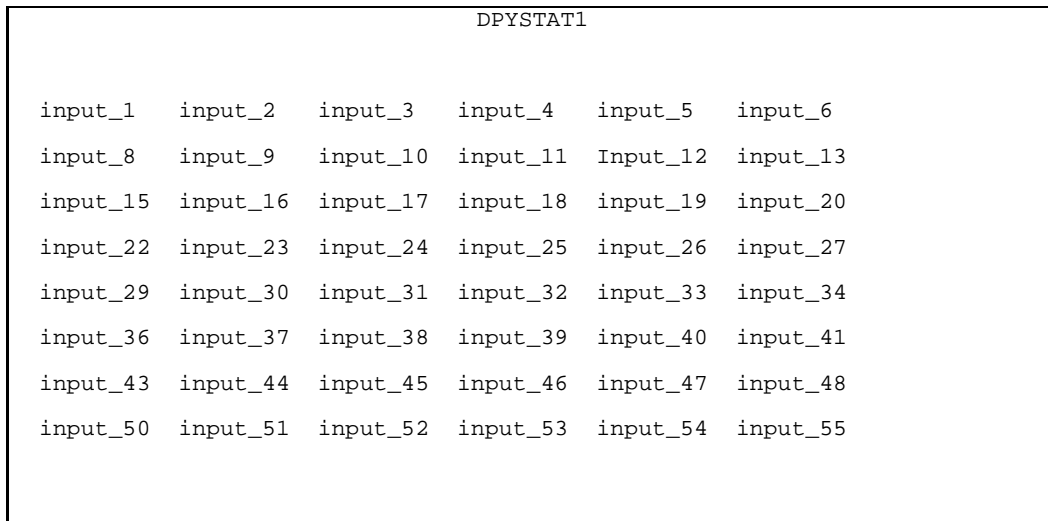 DPYSTAT1
input_1 input_2 input_3 input_4 input_5 input_6
input_8 input_9 input_10 input_11 Input_12 input_13
input_15 input_16 input_17 input_18 input_19 input_20
input_22 input_23 input_24 input_25 input_26 input_27
input_29 input_30 input_31 input_32 input_33 input_34
input_36 input_37 input_38 input_39 input_40 input_41
input_43 input_44 input_45 input_46 input_47 input_48
input_50 input_51 input_52 input_53 input_54 input_55